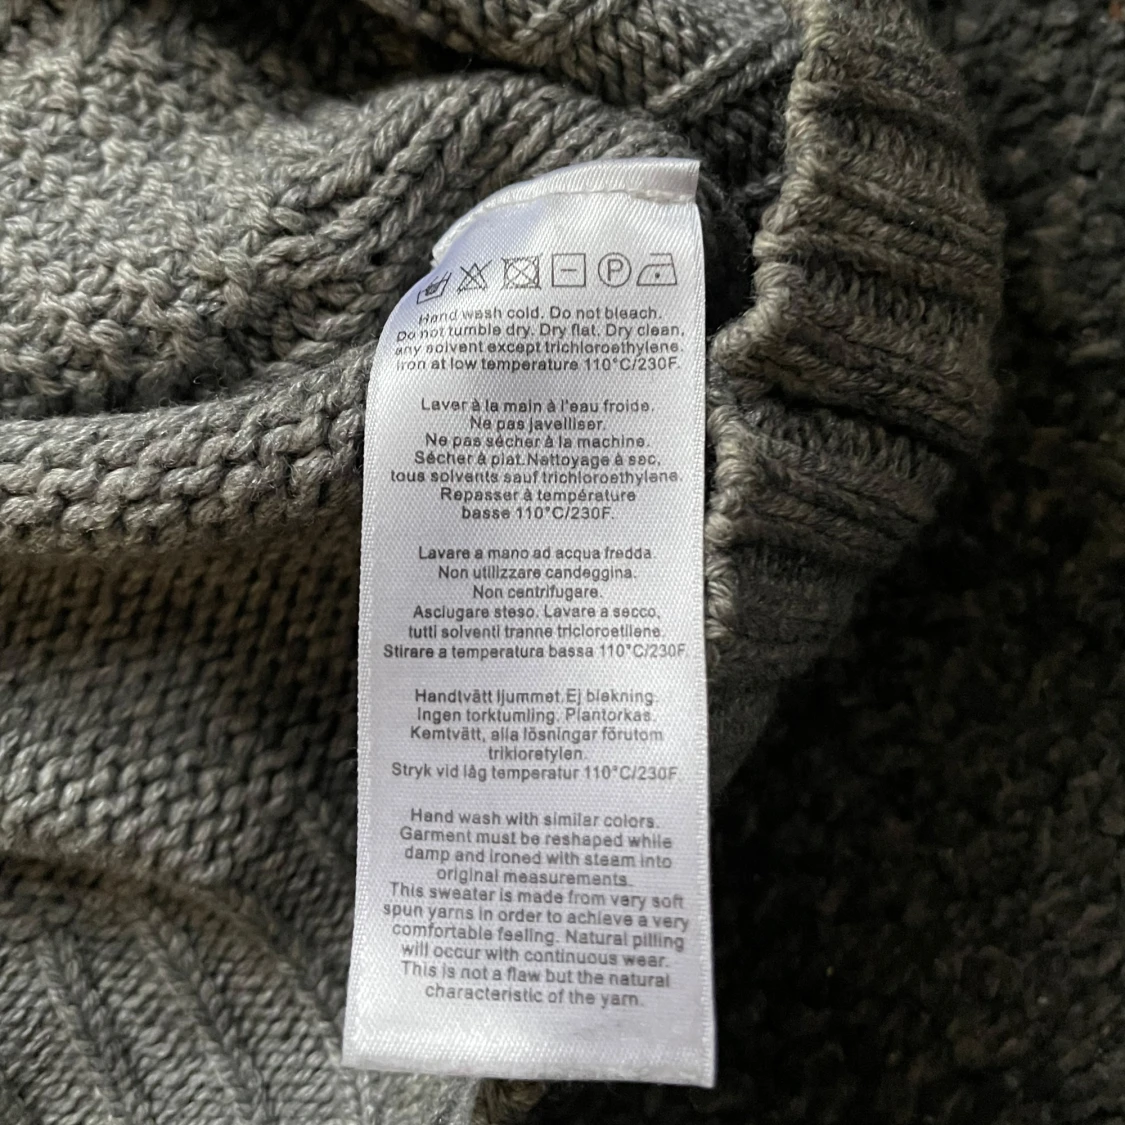 Hand wash cold. Do not bleach.
Do not tumble dry. Dry flat. Dry clean,
any solvent except trichloroethylene.
Iron at low temperature 110°C/230F.
Laver à la main à l'eau froide.
Ne pas javelliser.
Ne pas sécher à la machine.
Sécher à plat.Nettoyage à sec,
tous solvents sauf trichloroethylene.
Repasser à température
basse 110°C/230F.
Lavare a mano ad acqua fredda.
Non utilizzare candeggina.
Non centrifugare.
Asciugare steso. Lavare a secco,
tutti solventi tranne tricloroetilene.
Stirare a temperatura bassa 110°C/230F.
Handtvätt ljummet.Ej blekning.
Ingen torktumling. Plantorkas.
Kemtvätt, alla lösningar förutom
trikloretylen.
Stryk vid låg temperatur 110°C/230F.
Hand wash with similar colors.
Garment must be reshaped while
damp and ironed with steam into
original measurements.
This sweater is made from very soft
spun yarns in order to achieve a very
comfortable feeling. Natural pilling
will occur with continuous wear.
This is not a flaw but the natural
characteristic of the yarn.